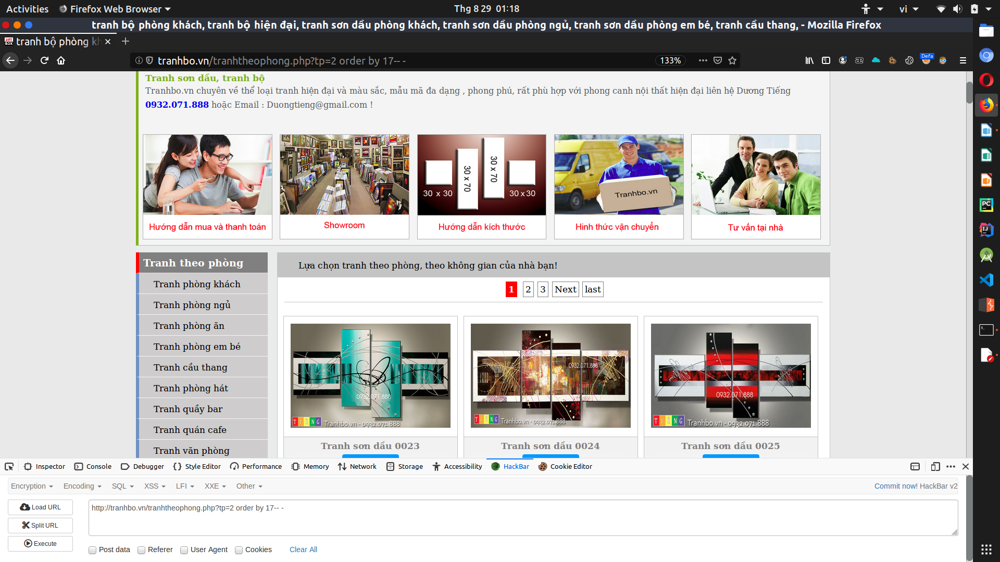 Activities
Firefox Web Browser
Thg 8 29 01:18
vi
tranh bộ phòng khách, tranh bộ hiện đại, tranh sơn dầu phòng khách, tranh sơn dầu phòng ngủ, tranh sơn dầu phòng em bé, tranh cầu thang, - Mozilla Firefox
ART BOX
tranh bộ phòng kh
tranhbo.vn/tranhtheophong.php?tp=2 order by 17-- -
133%
Defa
Tranh sơn dầu, tranh bộ
Tranhbo.vn chuyên về thể loại tranh hiện đại và màu sắc, mẫu mã đa dạng , phong phú, rất phù hợp với phong canh nội thất hiện đại liên hệ Dương Tiếng
0932.071.888 hoặc Email : Duongtieng@gmail.com !
30 x 30
30 x 70
30 x 70
30 x 30
Tranhbo.vn
Hướng dẫn mua và thanh toán
Showroom
Hướng dẫn kích thước
Hình thức vận chuyển
Tư vấn tại nhà
Tranh theo phòng
Tranh phòng khách
Tranh phòng ngủ
Tranh phòng ăn
Tranh phòng em bé
Tranh cầu thang
Tranh phòng hát
Tranh quầy bar
Tranh quán cafe
Tranh văn phòng
Lựa chọn tranh theo phòng, theo không gian của nhà bạn!
1 2 3 Next last
0932.071.888
TIẾNG Tranhbo.vn - 0932.071.888
0932.071.888
TIẾNG Tranhbo.vn - 0932.071.888
0932.071.888
TIẾNG Tranhbo.vn - 0932.071.888
Tranh sơn dầu 0023
Tranh sơn dầu 0024
Tranh sơn dầu 0025
Inspector
Console
Debugger
Style Editor
Performance
Memory
Network
Storage
Accessibility
HackBar
Cookie Editor
Encryption
Encoding
SQL
XSS
LFI
XXE
Other
Commit now! HackBar v2
Load URL
Split URL
Execute
http://tranhbo.vn/tranhtheophong.php?tp=2 order by 17-- -
Post data
Referer
User Agent
Cookies
Clear All
PC
IJ